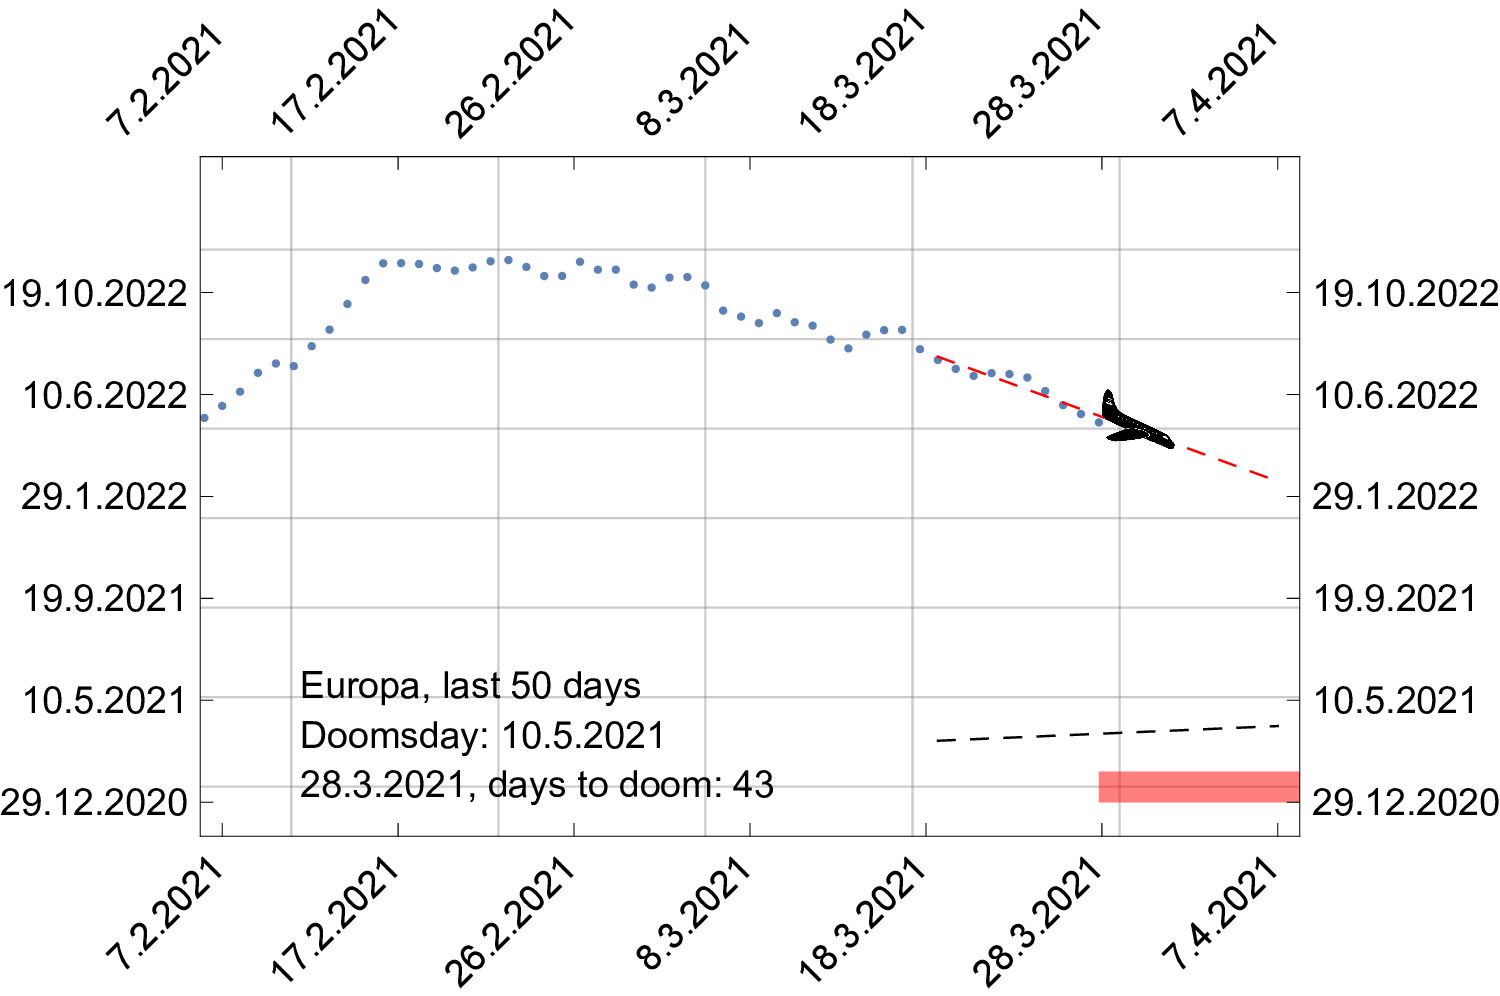 7.2.2021 17.2.2021 26.2.2021 8.3.2021 18.3.2021 28.3.2021 7.4.2021
19.10.2022 19.10.2022
10.6.2022 10.6.2022
29.1.2022 29.1.2022
19.9.2021 19.9.2021
Europa, last 50 days
10.5.2021 10.5.2021
Doomsday: 10.5.2021
28.3.2021, days to doom: 43
29.12.2020 29.12.2020
7.2.2021 17.2.2021 26.2.2021 8.3.2021 18.3.2021 28.3.2021 7.4.2021